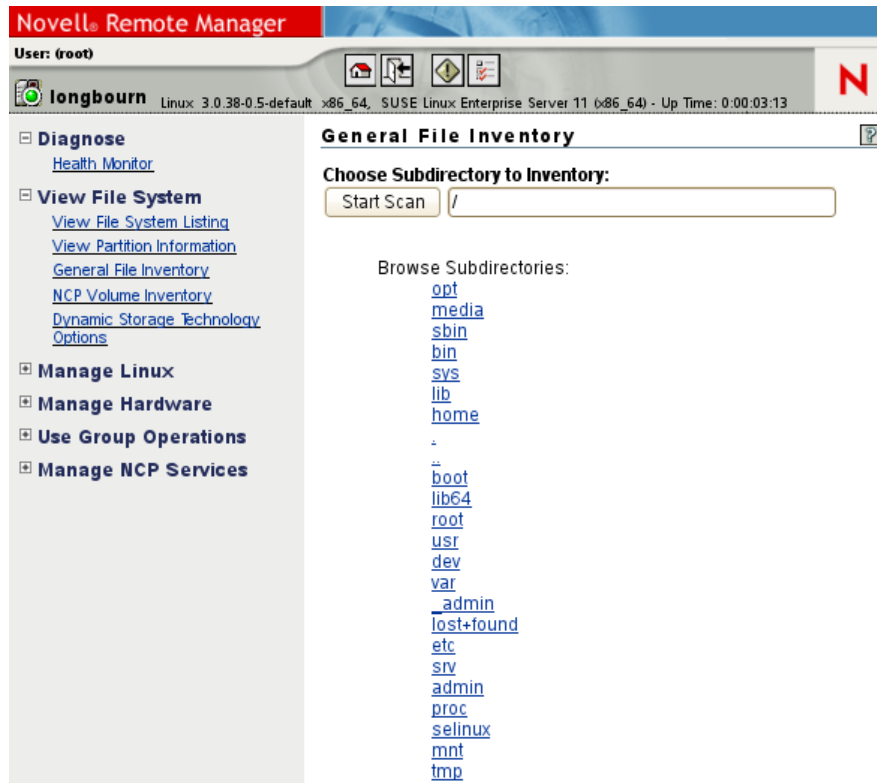 Novell® Remote Manager
User: (root)
longbourn Linux 3.0.38-0.5-default x86_64, SUSE Linux Enterprise Server 11 (x86_64) - Up Time: 0:00:03:13
N
Diagnose
Health Monitor
View File System
View File System Listing
View Partition Information
General File Inventory
NCP Volume Inventory
Dynamic Storage Technology
Options
Manage Linux
Manage Hardware
Use Group Operations
Manage NCP Services
General File Inventory
?
Choose Subdirectory to Inventory:
Start Scan /
Browse Subdirectories:
opt
media
sbin
bin
sys
lib
home
.
..
boot
lib64
root
usr
dev
var
_admin
lost+found
etc
srv
admin
proc
selinux
mnt
tmp